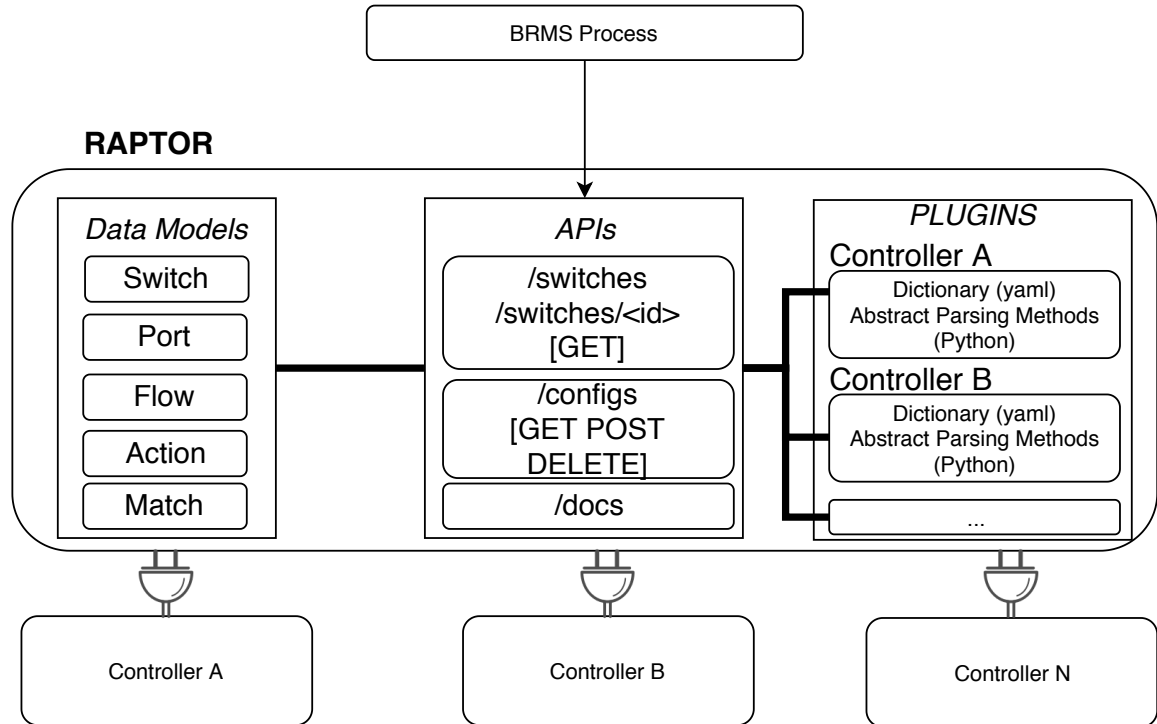 BRMS Process
RAPTOR
Data Models
Switch
Port
Flow
Action
Match
APIs
/switches
/switches/<id>
[GET]
/configs
[GET POST
DELETE]
/docs
PLUGINS
Controller A
Dictionary (yaml)
Abstract Parsing Methods
(Python)
Controller B
Dictionary (yaml)
Abstract Parsing Methods
(Python)
...
Controller A
Controller B
Controller N